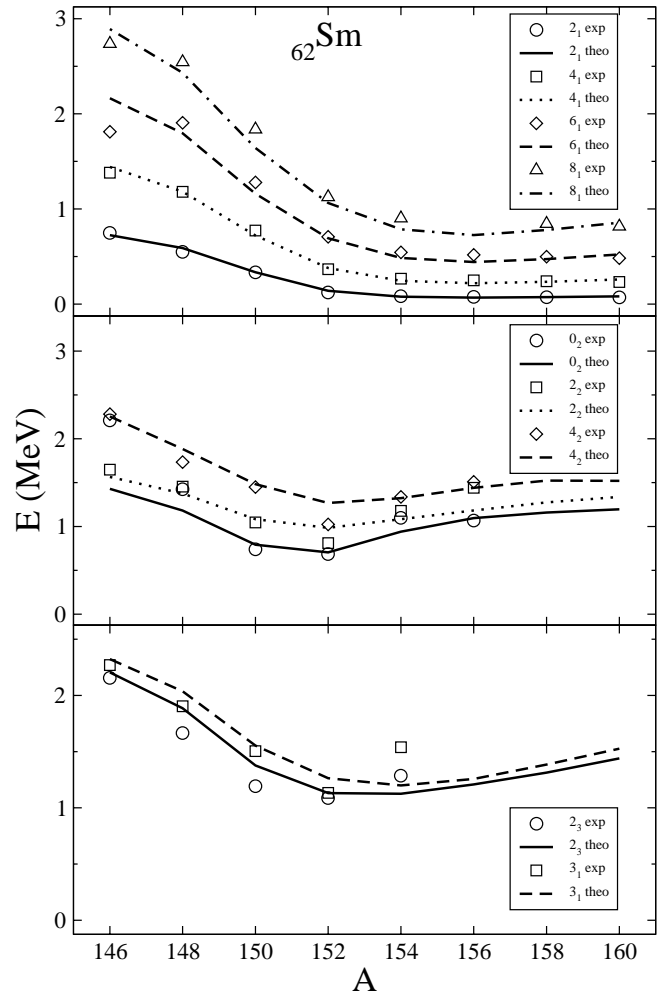 ₆₂Sm
3
2
1
0
2₁ exp
2₁ theo
4₁ exp
4₁ theo
6₁ exp
6₁ theo
8₁ exp
8₁ theo
E (MeV)
3
2
1
0
0₂ exp
0₂ theo
2₂ exp
2₂ theo
4₂ exp
4₂ theo
2
1
0
2₃ exp
2₃ theo
3₁ exp
3₁ theo
146 148 150 152 154 156 158 160
A